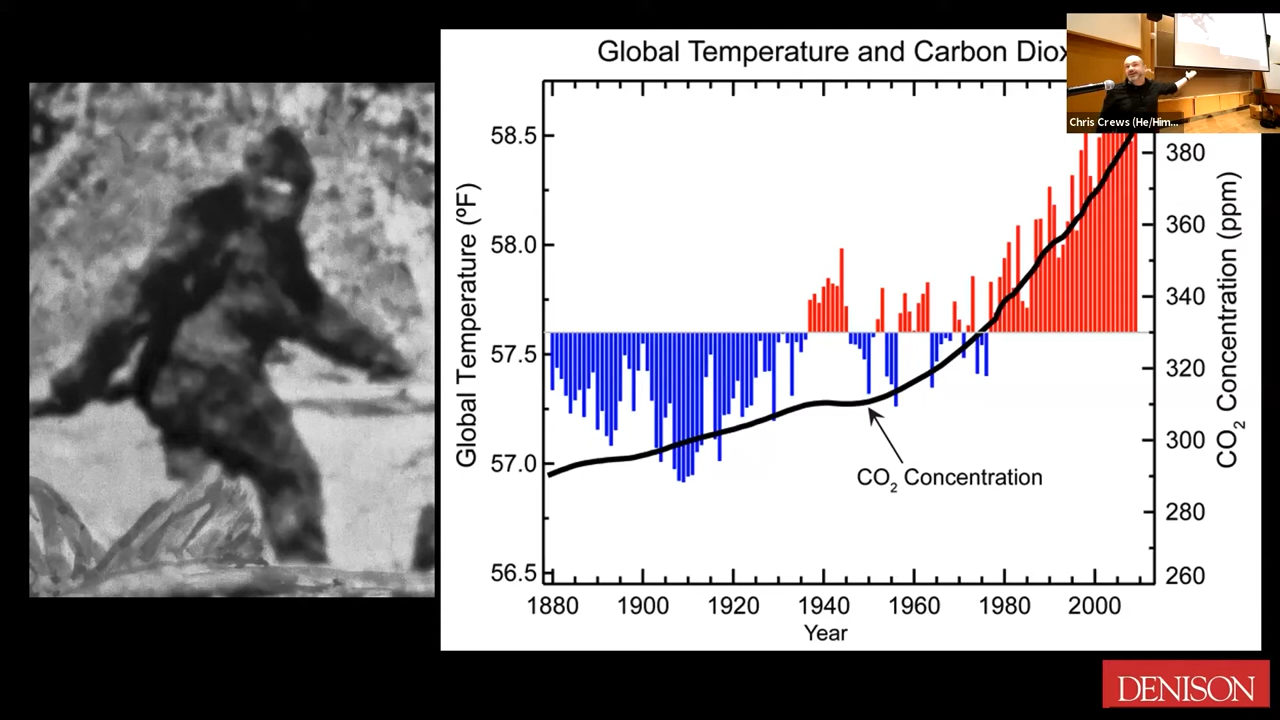 Global Temperature and Carbon Diox
Chris Crews (He/Him...
Global Temperature (ºF)
58.5
58.0
57.5
57.0
56.5
380
360
340
320
300
280
260
CO₂ Concentration (ppm)
CO₂ Concentration
1880 1900 1920 1940 1960 1980 2000
Year
DENISON